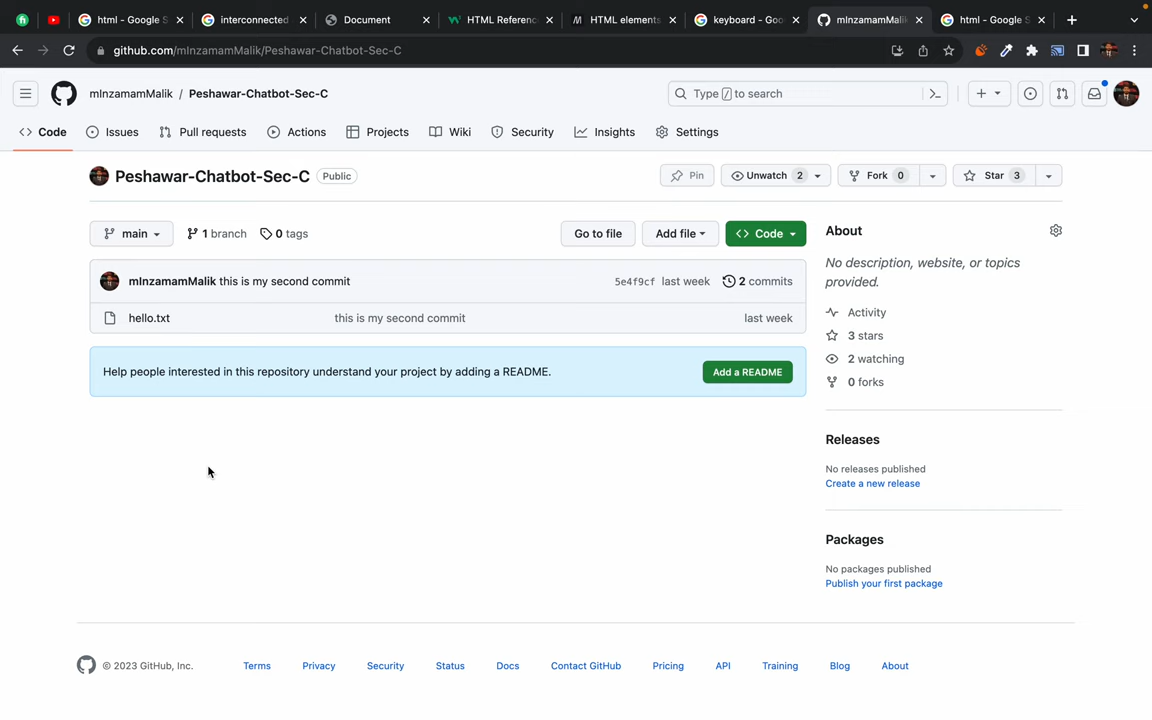 html - Google S
interconnected
Document
HTML Referenc
HTML elements
keyboard - Goo
mInzamamMalik
html - Google S
github.com/mInzamamMalik/Peshawar-Chatbot-Sec-C
mInzamamMalik / Peshawar-Chatbot-Sec-C
Type / to search
Code
Issues
Pull requests
Actions
Projects
Wiki
Security
Insights
Settings
Peshawar-Chatbot-Sec-C Public
Pin
Unwatch 2
Fork 0
Star 3
main
1 branch
0 tags
Go to file
Add file
Code
mInzamamMalik this is my second commit
5e4f9cf last week
2 commits
hello.txt
this is my second commit
last week
Help people interested in this repository understand your project by adding a README.
Add a README
About
No description, website, or topics
provided.
Activity
3 stars
2 watching
0 forks
Releases
No releases published
Create a new release
Packages
No packages published
Publish your first package
© 2023 GitHub, Inc.
Terms
Privacy
Security
Status
Docs
Contact GitHub
Pricing
API
Training
Blog
About